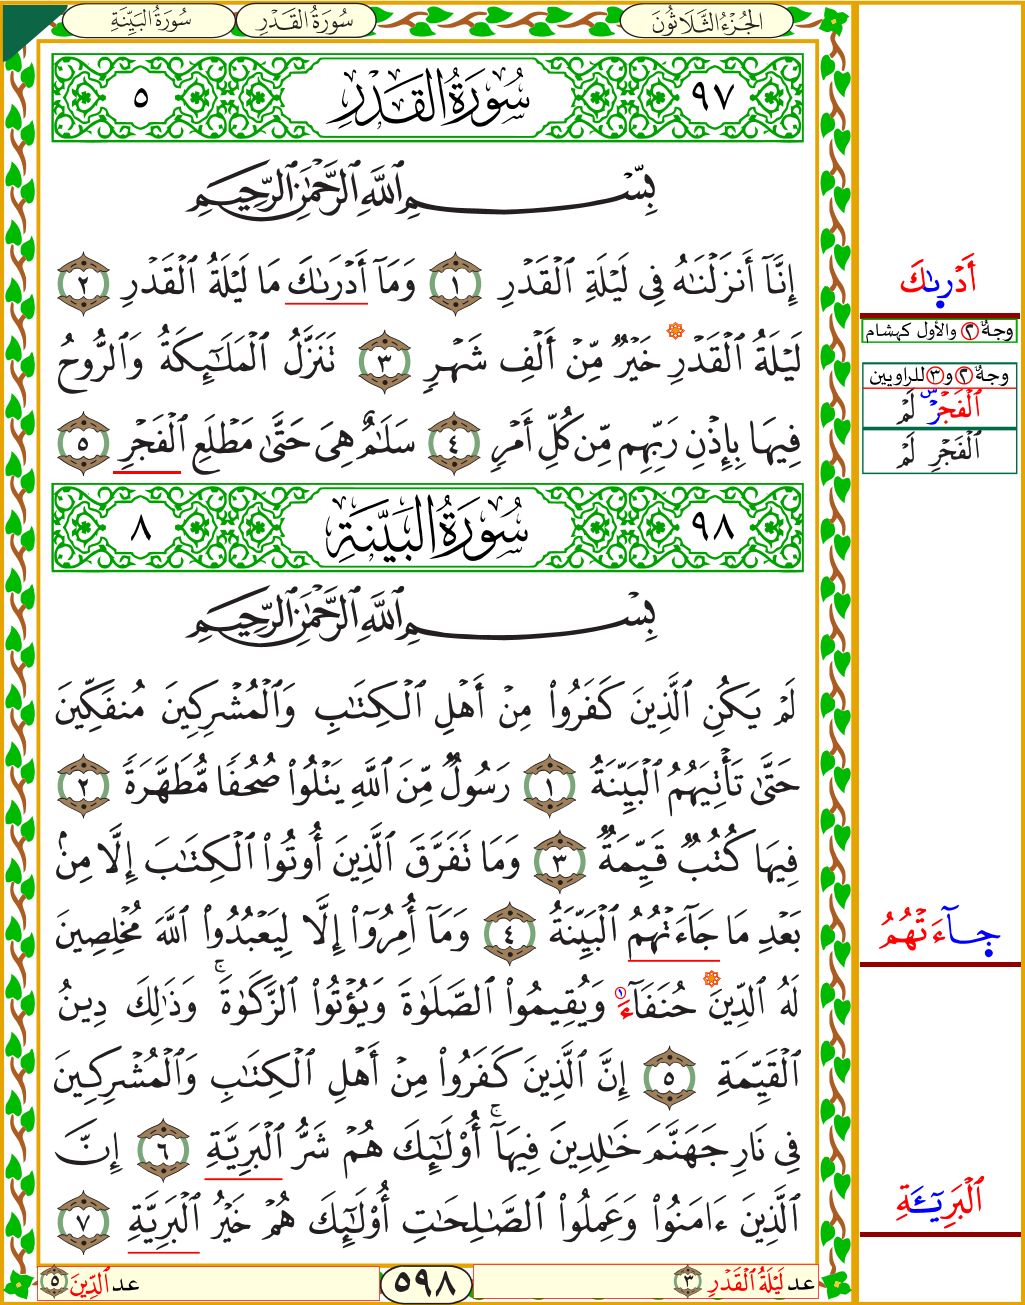 الجُزْءُ الثَّلَاثُونَ
سُورَةُ القَدْرِ
سُورَةُ البَيِّنَةِ
٩٧ سُورَةُ القَدْرِ ٥
بِسْمِ ٱللَّهِ ٱلرَّحْمَٰنِ ٱلرَّحِيمِ
إِنَّآ أَنزَلْنَٰهُ فِى لَيْلَةِ ٱلْقَدْرِ ١ وَمَآ أَدْرَىٰكَ مَا لَيْلَةُ ٱلْقَدْرِ ٢
لَيْلَةُ ٱلْقَدْرِ خَيْرٌ مِّنْ أَلْفِ شَهْرٍ ٣ تَنَزَّلُ ٱلْمَلَٰٓئِكَةُ وَٱلرُّوحُ
فِيهَا بِإِذْنِ رَبِّهِم مِّن كُلِّ أَمْرٍ ٤ سَلَٰمٌ هِىَ حَتَّىٰ مَطْلَعِ ٱلْفَجْرِ ٥
٩٨ سُورَةُ البَيِّنَةِ ٨
بِسْمِ ٱللَّهِ ٱلرَّحْمَٰنِ ٱلرَّحِيمِ
لَمْ يَكُنِ ٱلَّذِينَ كَفَرُوا۟ مِنْ أَهْلِ ٱلْكِتَٰبِ وَٱلْمُشْرِكِينَ مُنفَكِّينَ
حَتَّىٰ تَأْتِيَهُمُ ٱلْبَيِّنَةُ ١ رَسُولٌ مِّنَ ٱللَّهِ يَتْلُوا۟ صُحُفًا مُّطَهَّرَةً ٢
فِيهَا كُتُبٌ قَيِّمَةٌ ٣ وَمَا تَفَرَّقَ ٱلَّذِينَ أُوتُوا۟ ٱلْكِتَٰبَ إِلَّا مِنۢ
بَعْدِ مَا جَآءَتْهُمُ ٱلْبَيِّنَةُ ٤ وَمَآ أُمِرُوٓا۟ إِلَّا لِيَعْبُدُوا۟ ٱللَّهَ مُخْلِصِينَ
لَهُ ٱلدِّينَ حُنَفَآءَ ١ وَيُقِيمُوا۟ ٱلصَّلَوٰةَ وَيُؤْتُوا۟ ٱلزَّكَوٰةَۚ وَذَٰلِكَ دِينُ
ٱلْقَيِّمَةِ ٥ إِنَّ ٱلَّذِينَ كَفَرُوا۟ مِنْ أَهْلِ ٱلْكِتَٰبِ وَٱلْمُشْرِكِينَ
فِى نَارِ جَهَنَّمَ خَٰلِدِينَ فِيهَآۚ أُو۟لَٰٓئِكَ هُمْ شَرُّ ٱلْبَرِيَّةِ ٦ إِنَّ
ٱلَّذِينَ ءَامَنُوا۟ وَعَمِلُوا۟ ٱلصَّٰلِحَٰتِ أُو۟لَٰٓئِكَ هُمْ خَيْرُ ٱلْبَرِيَّةِ ٧
أَدْرٜىٰكَ
وجهٌ ٢ والأول كهشام
وجهٌ ٢ و٣ للراويين
ٱلْفَجْرِ س لَمْ
ٱلْفَجْرِ لَمْ
جَآءَتْهُمُ
ٱلْبَرِيٓـَٔةِ
عد لَيْلَةُ ٱلْقَدْرِ ٣
٥٩٨
عد ٱلدِّينَ ٥